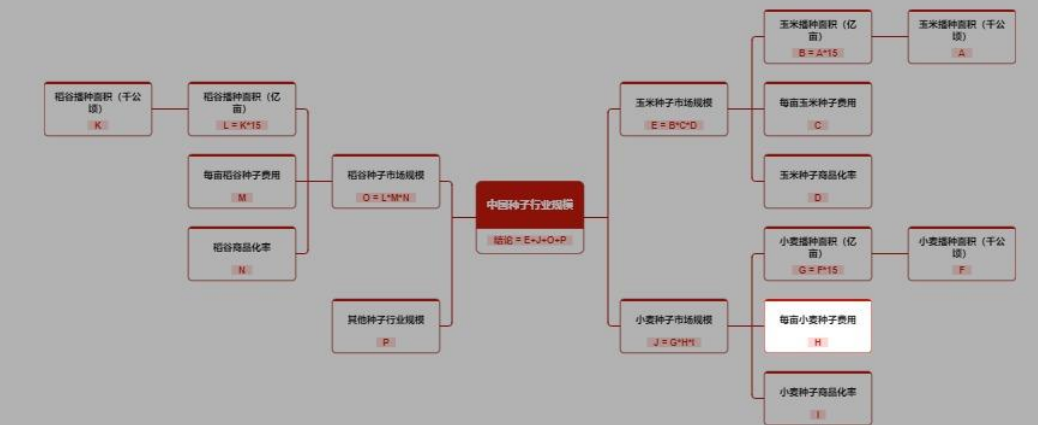 稻谷播种面积（千公
顷）
K
稻谷播种面积（亿
亩）
L = K*15
每亩稻谷种子费用
M
稻谷商品化率
N
稻谷种子市场规模
O = L*M*N
其他种子行业规模
P
中国种子行业规模
结论 = E+J+O+P
玉米种子市场规模
E = B*C*D
玉米播种面积（亿
亩）
B = A*15
玉米播种面积（千公
顷）
A
每亩玉米种子费用
C
玉米种子商品化率
D
小麦种子市场规模
J = G*H*I
小麦播种面积（亿
亩）
G = F*15
小麦播种面积（千公
顷）
F
每亩小麦种子费用
H
小麦种子商品化率
I